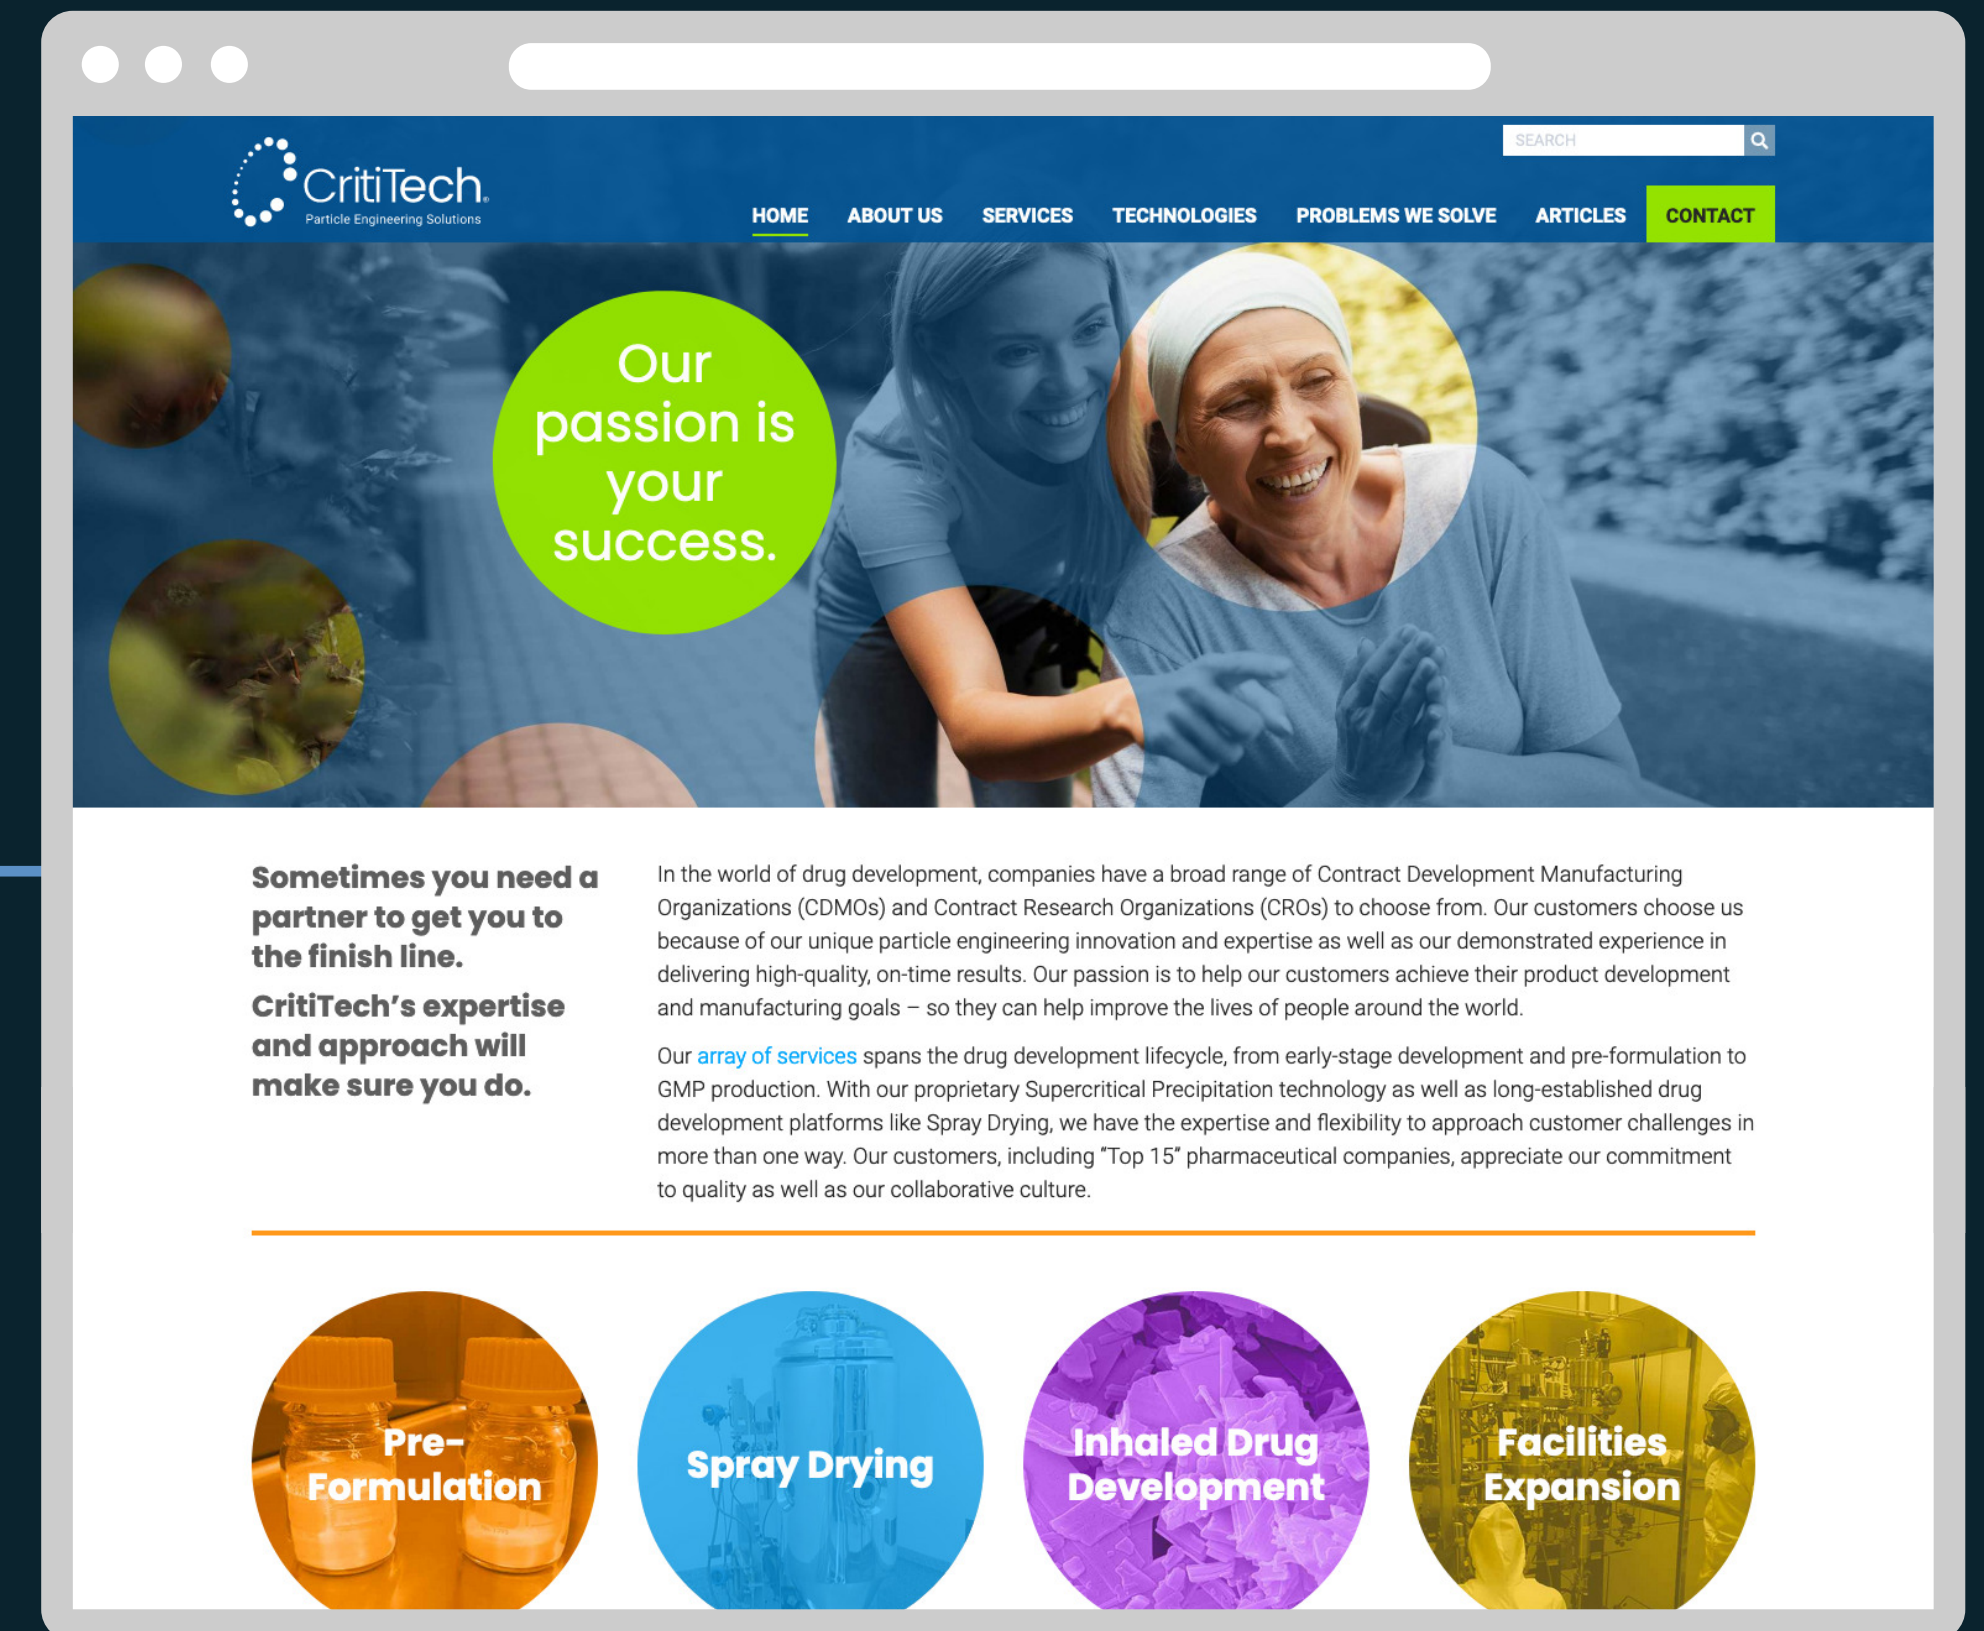 SEARCH
CritiTech®
Particle Engineering Solutions
HOME ABOUT US SERVICES TECHNOLOGIES PROBLEMS WE SOLVE ARTICLES CONTACT
Our
passion is
your
success.
Sometimes you need a
partner to get you to
the finish line.
CritiTech’s expertise
and approach will
make sure you do.
In the world of drug development, companies have a broad range of Contract Development Manufacturing
Organizations (CDMOs) and Contract Research Organizations (CROs) to choose from. Our customers choose us
because of our unique particle engineering innovation and expertise as well as our demonstrated experience in
delivering high-quality, on-time results. Our passion is to help our customers achieve their product development
and manufacturing goals – so they can help improve the lives of people around the world.
Our array of services spans the drug development lifecycle, from early-stage development and pre-formulation to
GMP production. With our proprietary Supercritical Precipitation technology as well as long-established drug
development platforms like Spray Drying, we have the expertise and flexibility to approach customer challenges in
more than one way. Our customers, including “Top 15” pharmaceutical companies, appreciate our commitment
to quality as well as our collaborative culture.
Pre-
Formulation
Spray Drying
Inhaled Drug
Development
Facilities
Expansion